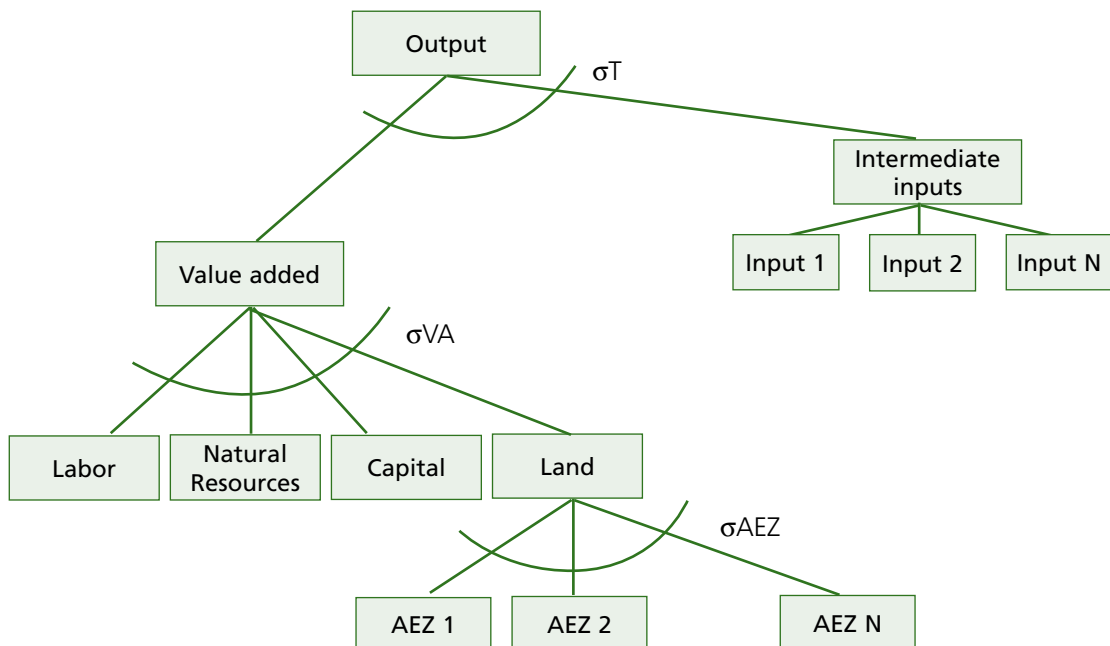 Output
σT
Intermediate
inputs
Value added
Input 1
Input 2
Input N
σVA
Labor
Natural
Resources
Capital
Land
σAEZ
AEZ 1
AEZ 2
AEZ N